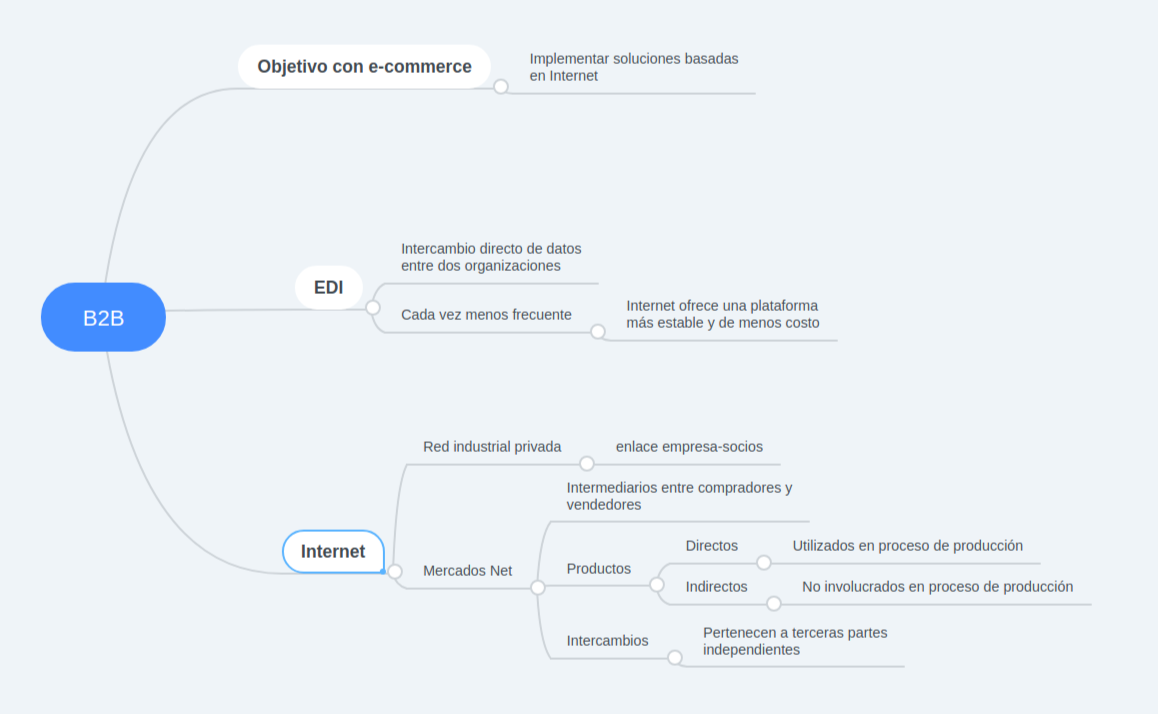 Objetivo con e-commerce
Implementar soluciones basadas
en Internet
B2B
EDI
Intercambio directo de datos
entre dos organizaciones
Cada vez menos frecuente
Internet ofrece una plataforma
más estable y de menos costo
Internet
Red industrial privada
enlace empresa-socios
Mercados Net
Intermediarios entre compradores y
vendedores
Productos
Directos
Utilizados en proceso de producción
Indirectos
No involucrados en proceso de producción
Intercambios
Pertenecen a terceras partes
independientes